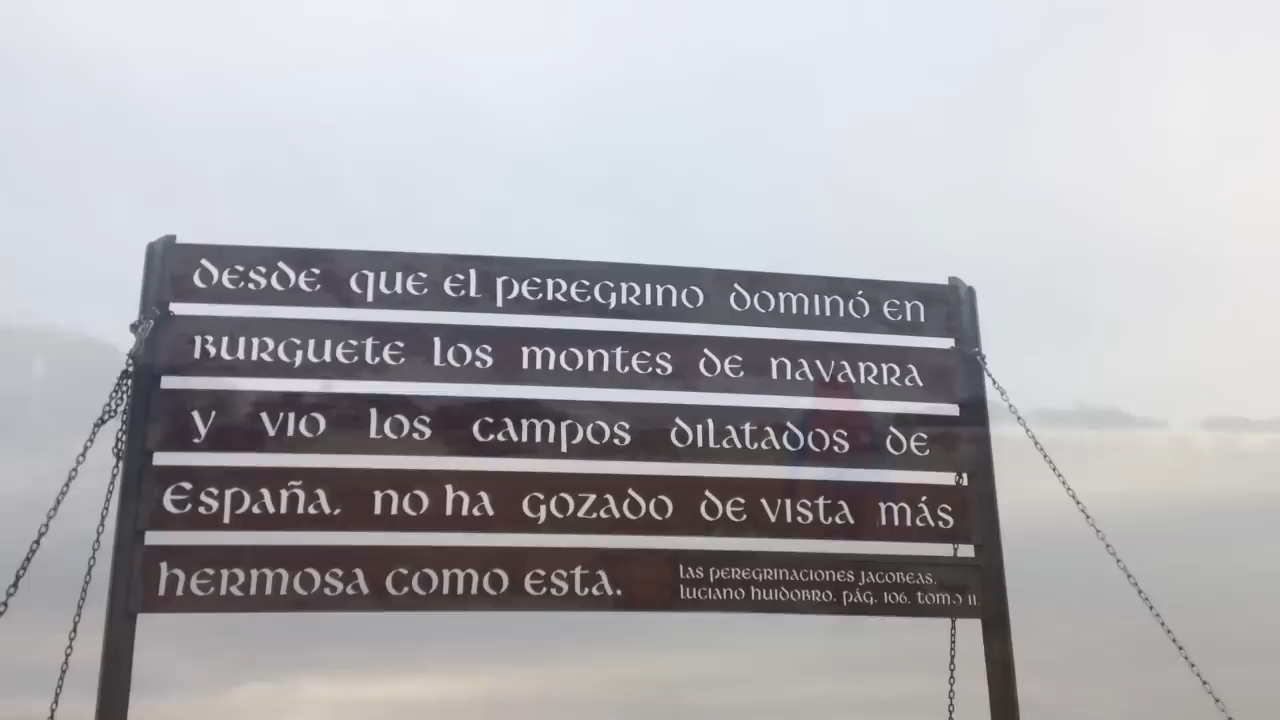 desde que el peregrino dominó en
Burguete los montes de Navarra
y vio los campos dilatados de
España, no ha gozado de vista más
hermosa como esta.
las peregrinaciones jacobeas.
luciano huidobro. pág. 106. tomo II